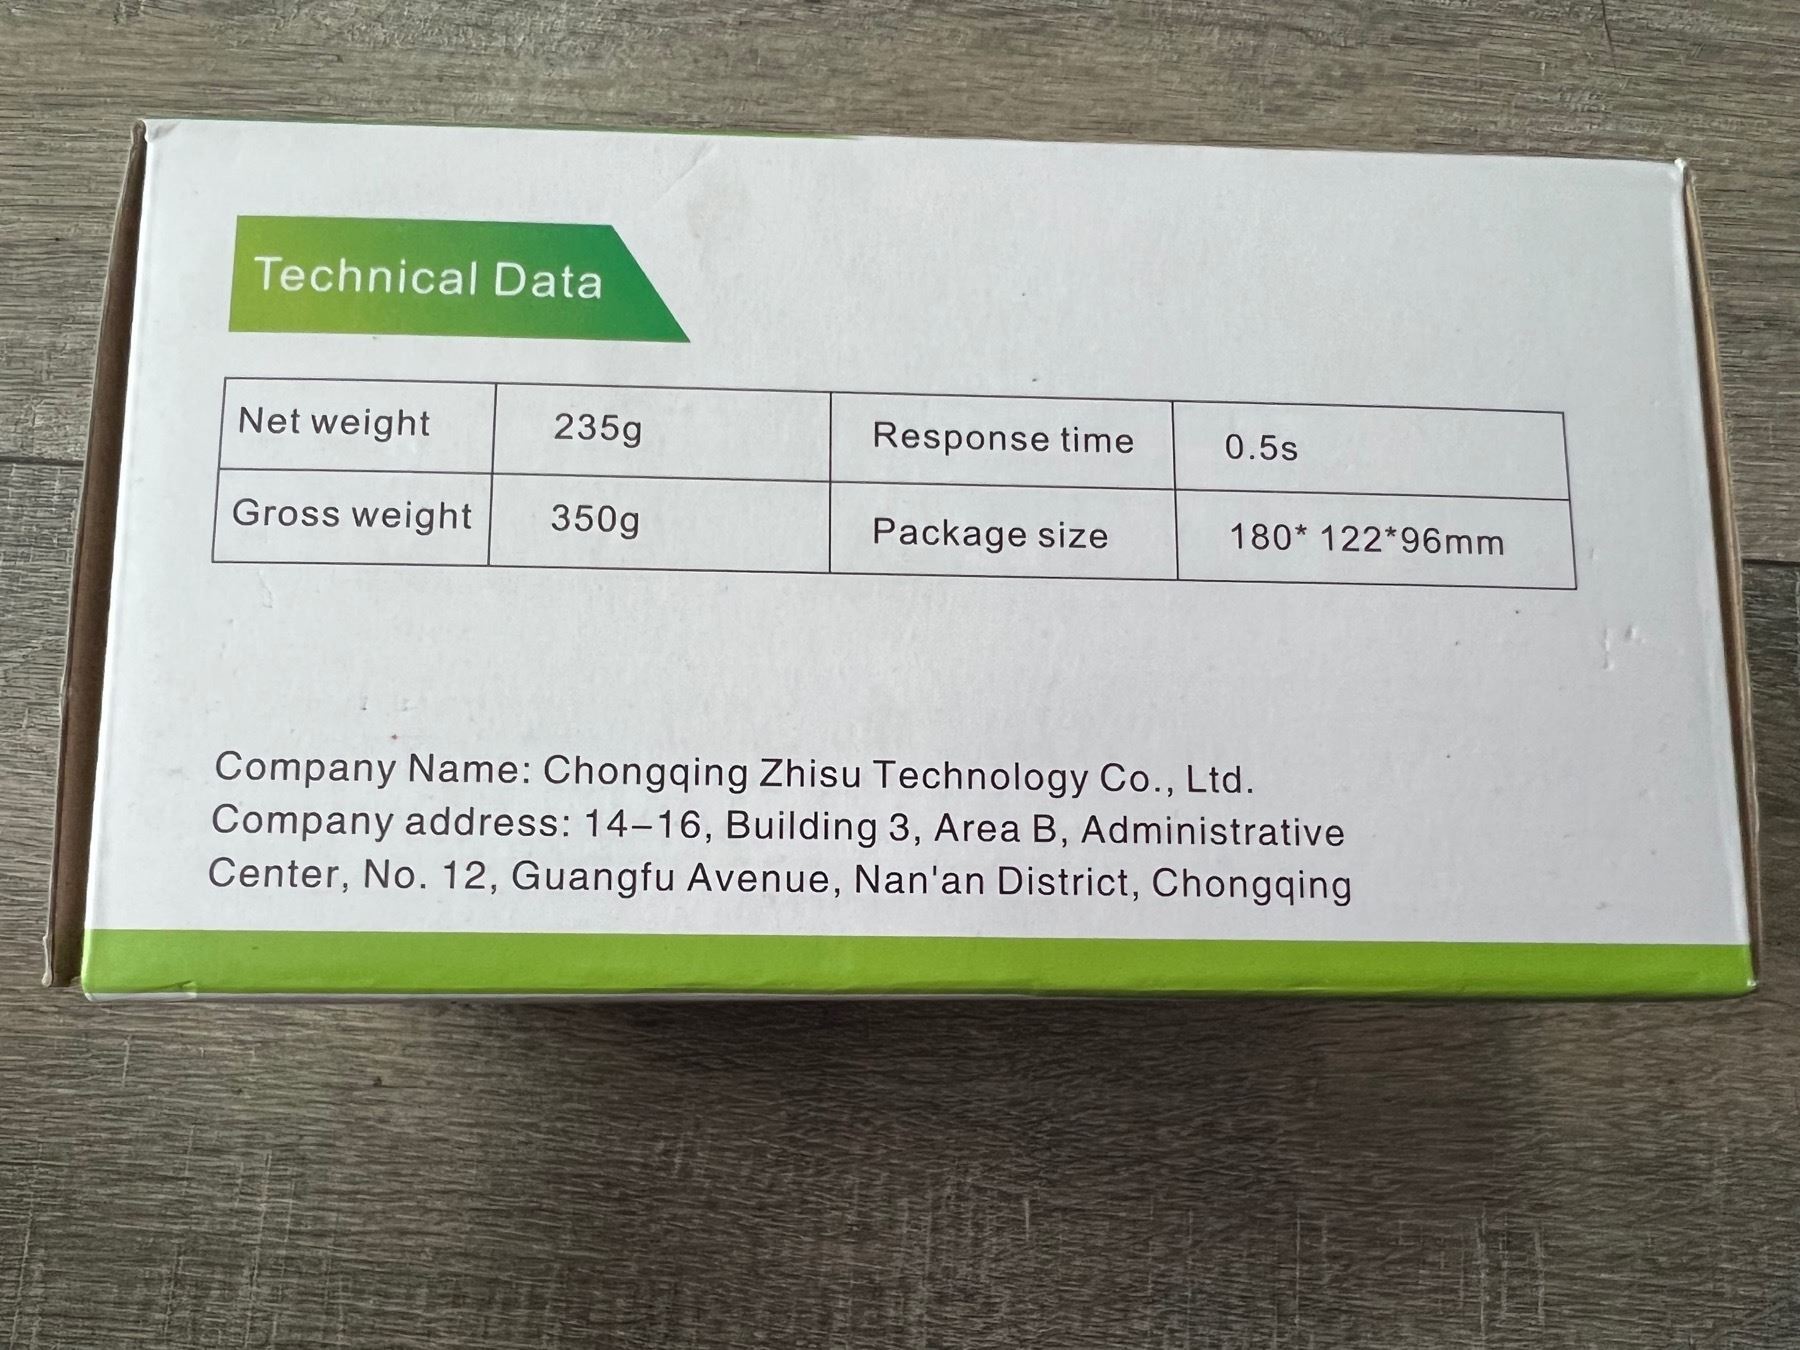 Technical Data
Net weight 235g Response time 0.5s
Gross weight 350g Package size 180* 122*96mm
Company Name: Chongqing Zhisu Technology Co., Ltd.
Company address: 14–16, Building 3, Area B, Administrative
Center, No. 12, Guangfu Avenue, Nan'an District, Chongqing